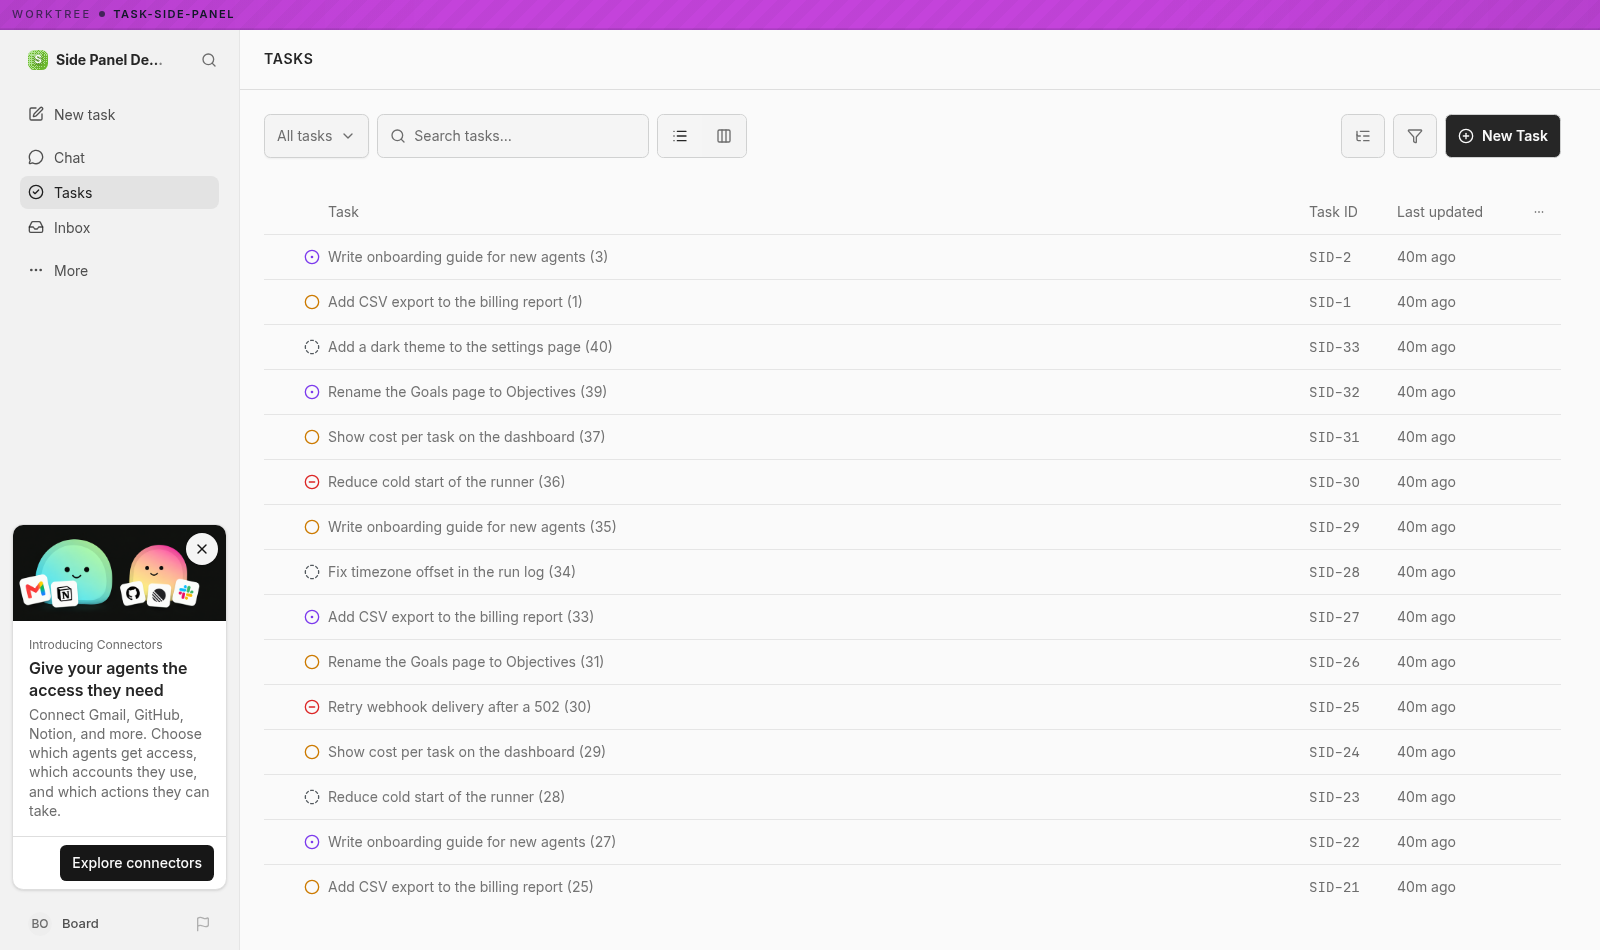 WORKTREE ● TASK-SIDE-PANEL
S
Side Panel De...
New task
Chat
Tasks
Inbox
More
Introducing Connectors
Give your agents the
access they need
Connect Gmail, GitHub,
Notion, and more. Choose
which agents get access,
which accounts they use,
and which actions they can
take.
Explore connectors
BO Board
TASKS
All tasks
Search tasks...
New Task
Task Task ID Last updated ...
Write onboarding guide for new agents (3) SID-2 40m ago
Add CSV export to the billing report (1) SID-1 40m ago
Add a dark theme to the settings page (40) SID-33 40m ago
Rename the Goals page to Objectives (39) SID-32 40m ago
Show cost per task on the dashboard (37) SID-31 40m ago
Reduce cold start of the runner (36) SID-30 40m ago
Write onboarding guide for new agents (35) SID-29 40m ago
Fix timezone offset in the run log (34) SID-28 40m ago
Add CSV export to the billing report (33) SID-27 40m ago
Rename the Goals page to Objectives (31) SID-26 40m ago
Retry webhook delivery after a 502 (30) SID-25 40m ago
Show cost per task on the dashboard (29) SID-24 40m ago
Reduce cold start of the runner (28) SID-23 40m ago
Write onboarding guide for new agents (27) SID-22 40m ago
Add CSV export to the billing report (25) SID-21 40m ago